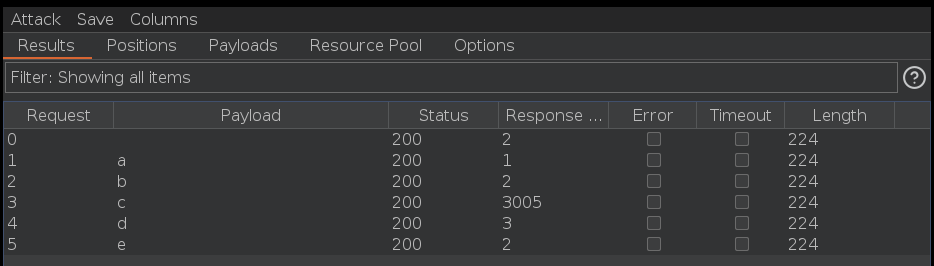 Attack Save Columns
Results Positions Payloads Resource Pool Options
Filter: Showing all items ?
Request Payload Status Response ... Error Timeout Length
0 200 2 224
1 a 200 1 224
2 b 200 2 224
3 c 200 3005 224
4 d 200 3 224
5 e 200 2 224